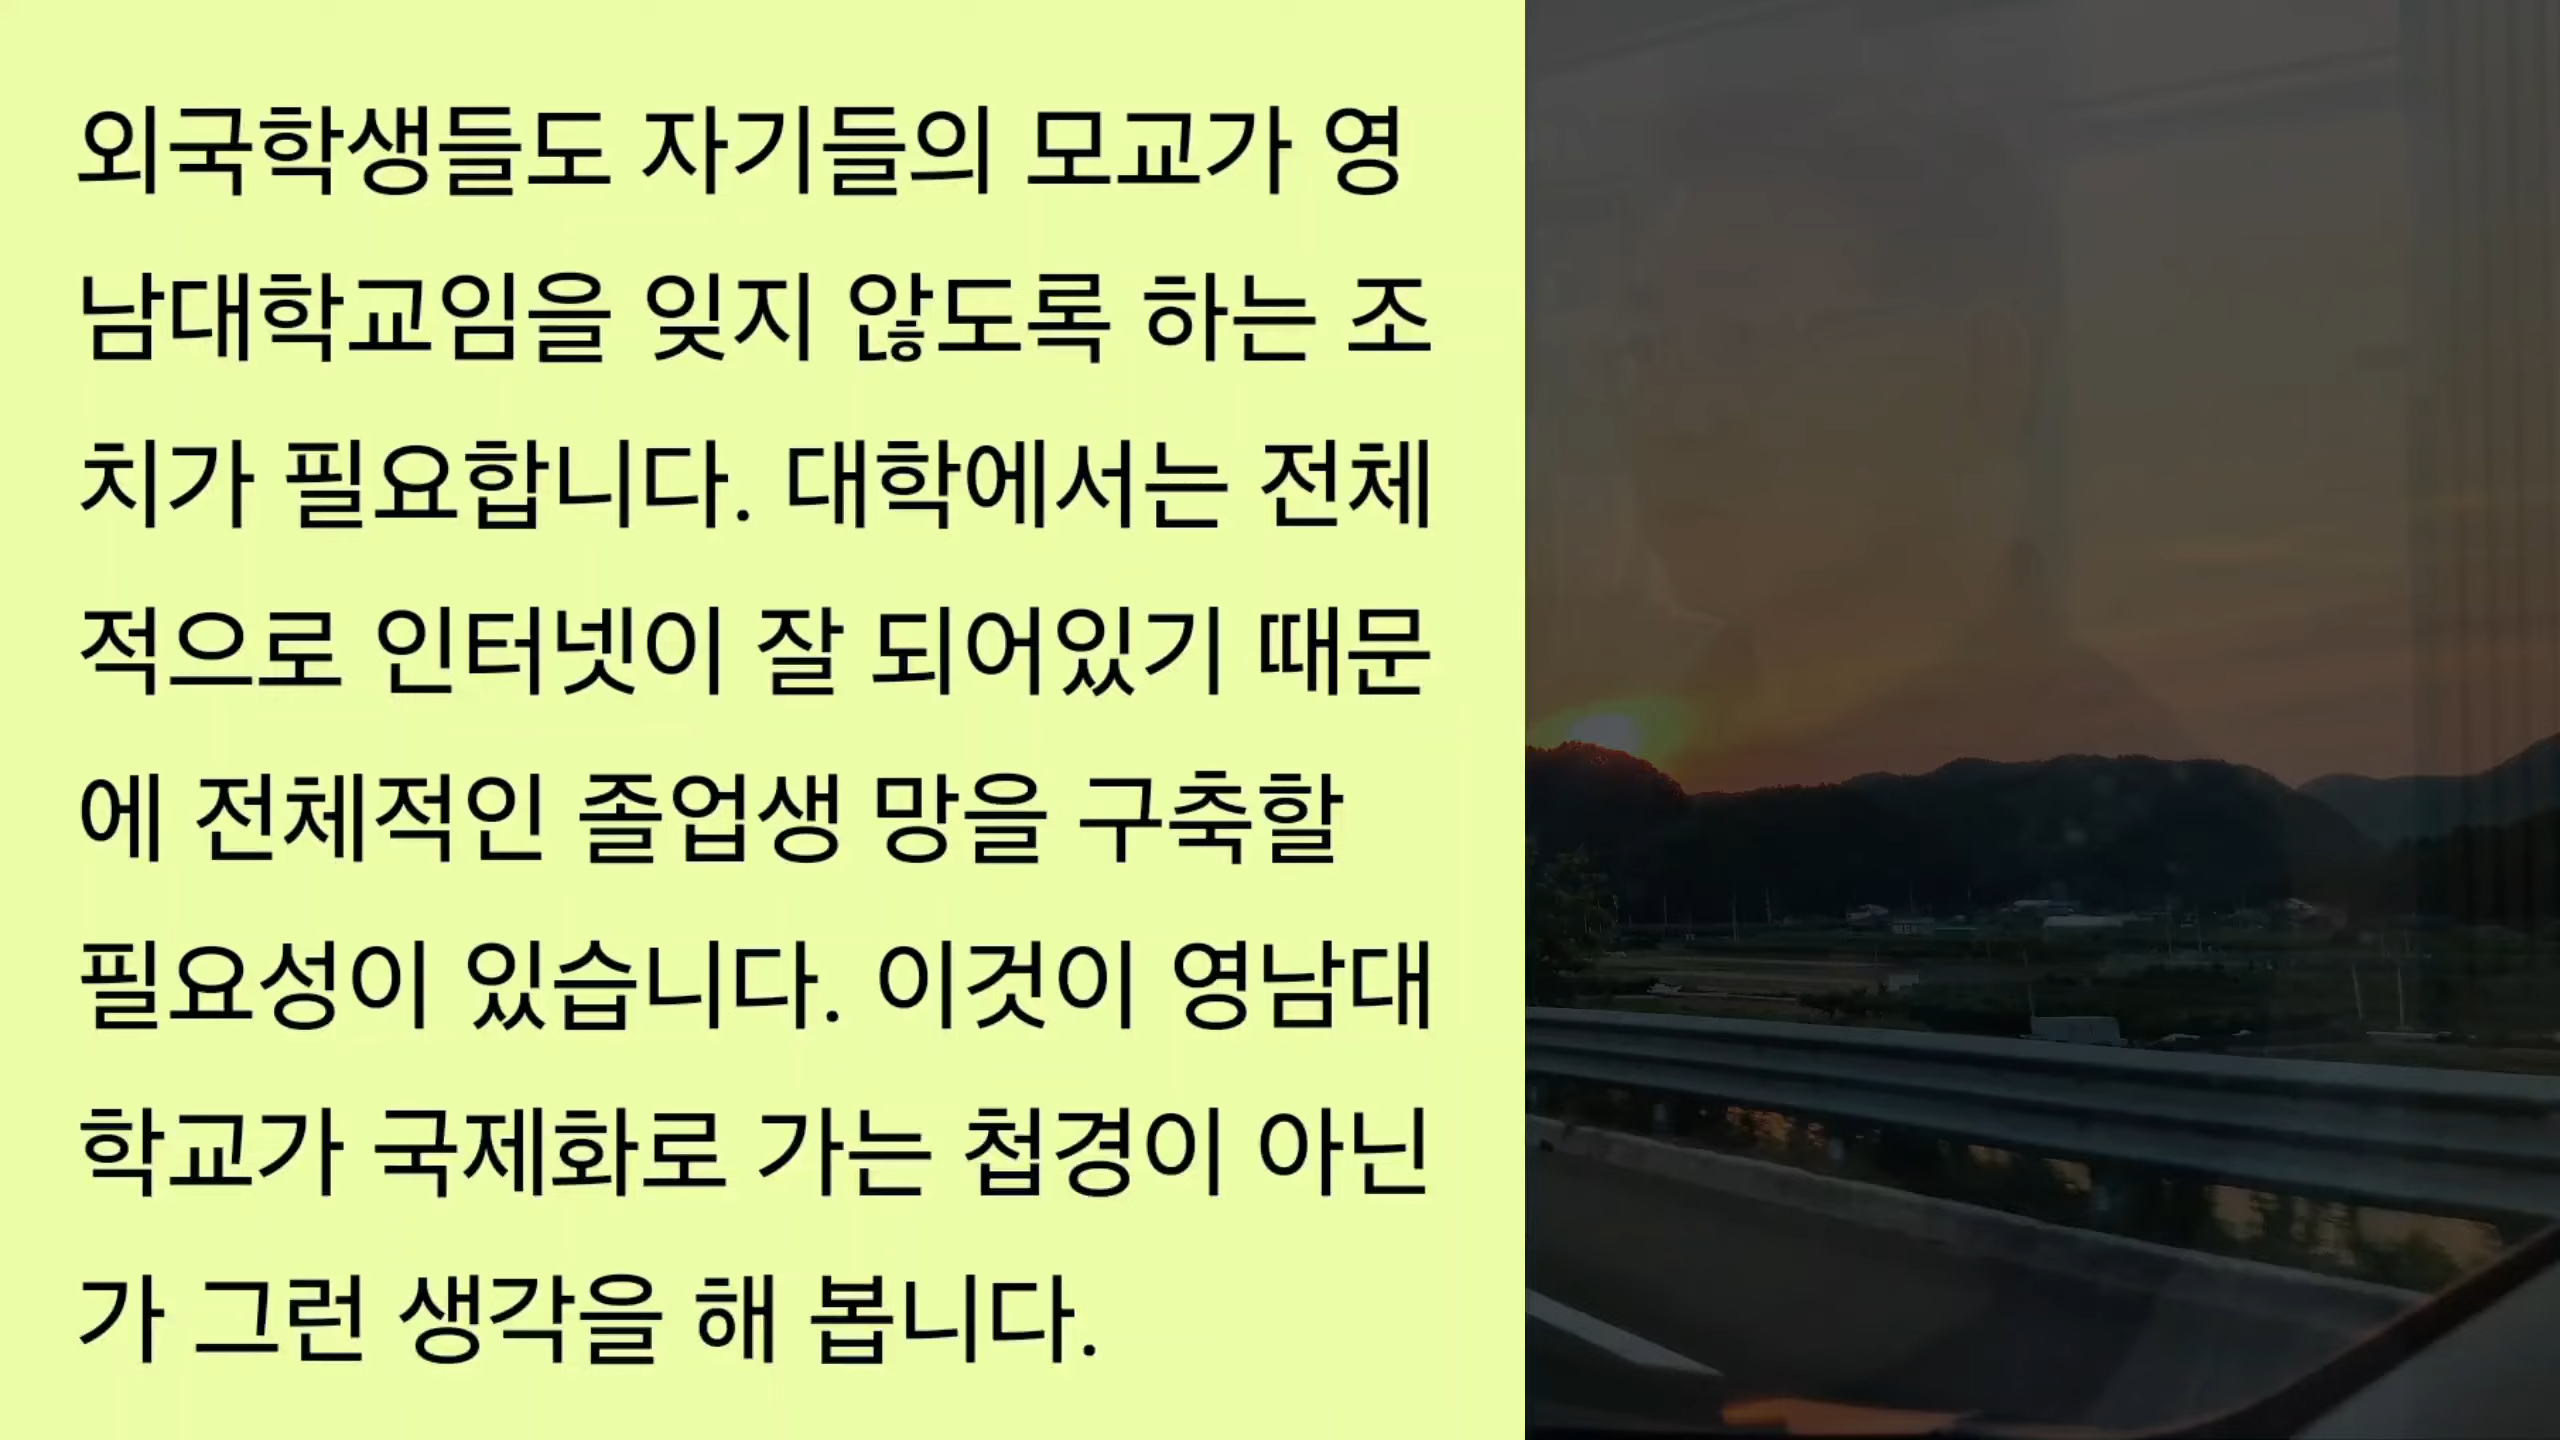 외국학생들도 자기들의 모교가 영
남대학교임을 잊지 않도록 하는 조
치가 필요합니다. 대학에서는 전체
적으로 인터넷이 잘 되어있기 때문
에 전체적인 졸업생 망을 구축할
필요성이 있습니다. 이것이 영남대
학교가 국제화로 가는 첩경이 아닌
가 그런 생각을 해 봅니다.